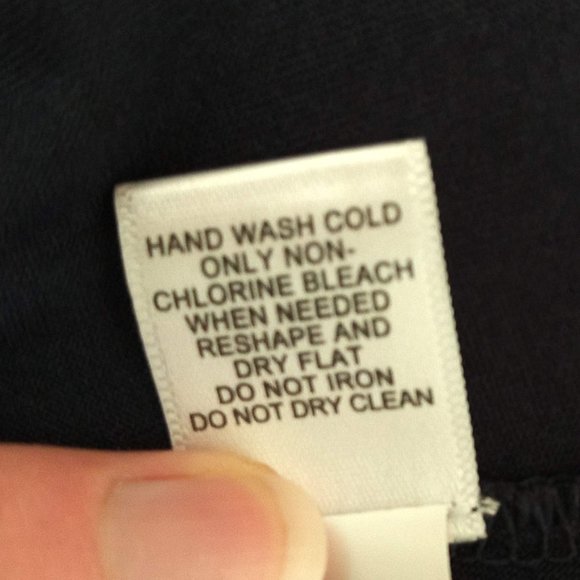 HAND WASH COLD
ONLY NON-
CHLORINE BLEACH
WHEN NEEDED
RESHAPE AND
DRY FLAT
DO NOT IRON
DO NOT DRY CLEAN